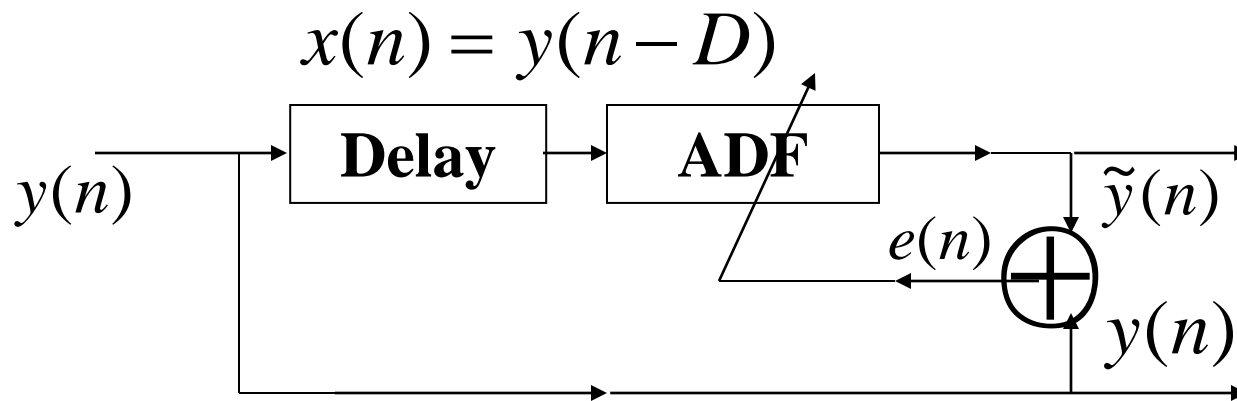 x(n) = y(n − D)
Delay
ADF
y(n)
ỹ(n)
e(n)
y(n)